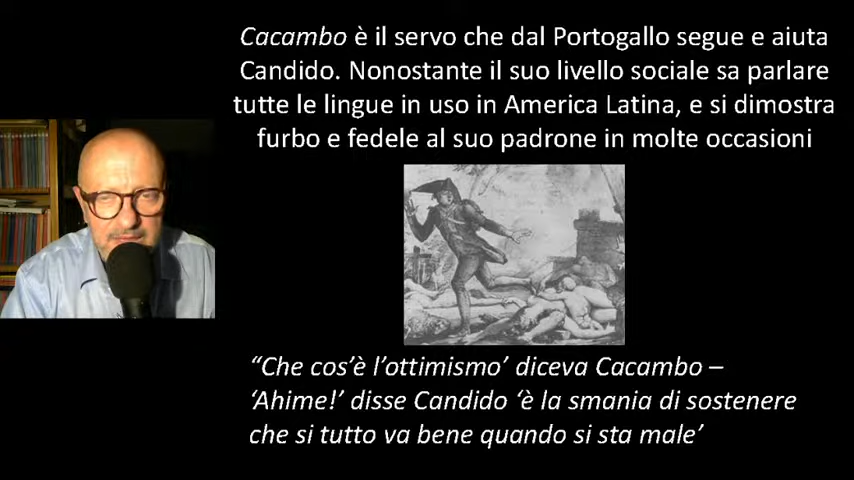 Cacambo è il servo che dal Portogallo segue e aiuta
Candido. Nonostante il suo livello sociale sa parlare
tutte le lingue in uso in America Latina, e si dimostra
furbo e fedele al suo padrone in molte occasioni
“Che cos’è l’ottimismo’ diceva Cacambo –
‘Ahime!’ disse Candido ‘è la smania di sostenere
che si tutto va bene quando si sta male’